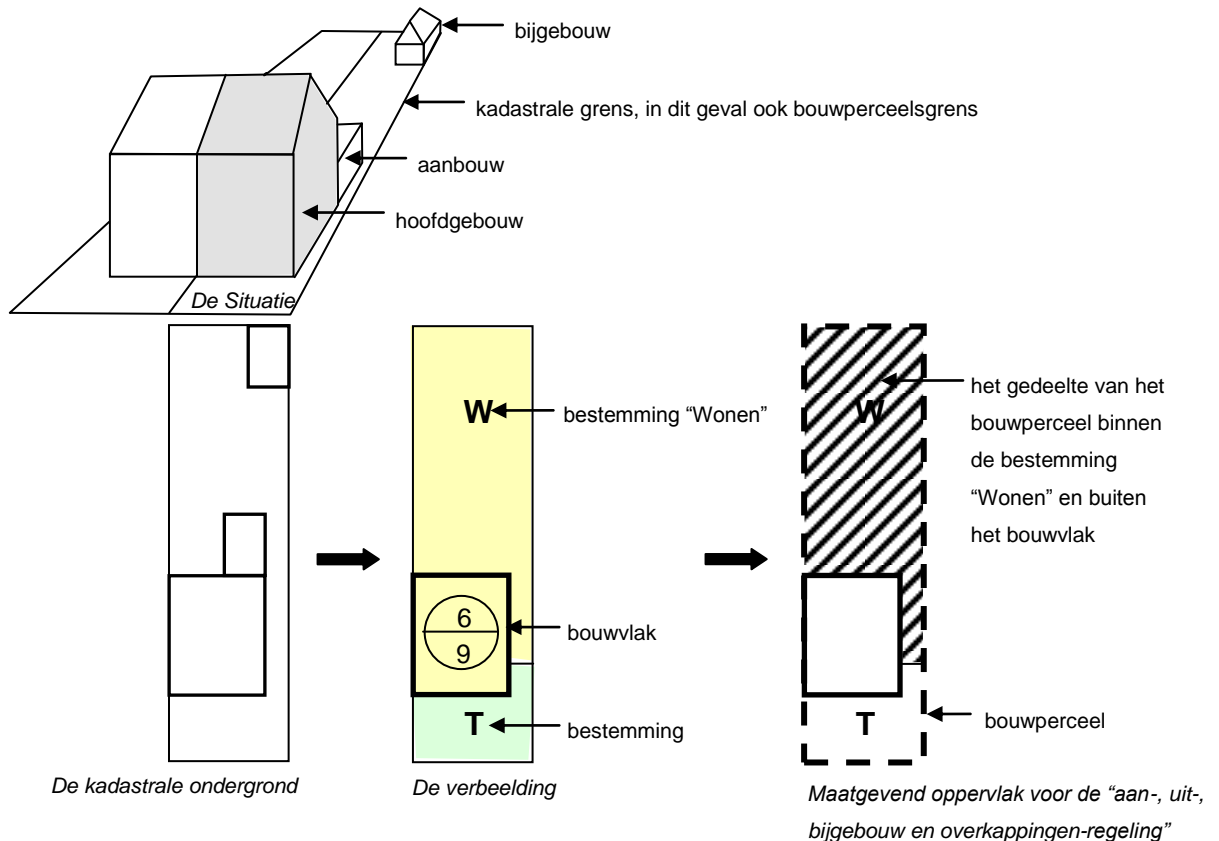 bijgebouw
kadastrale grens, in dit geval ook bouwperceelsgrens
aanbouw
hoofdgebouw
De Situatie
W
bestemming “Wonen”
6
9
bouwvlak
T
bestemming
W
het gedeelte van het
bouwperceel binnen
de bestemming
“Wonen” en buiten
het bouwvlak
T
bouwperceel
De kadastrale ondergrond
De verbeelding
Maatgevend oppervlak voor de “aan-, uit-,
bijgebouw en overkappingen-regeling”